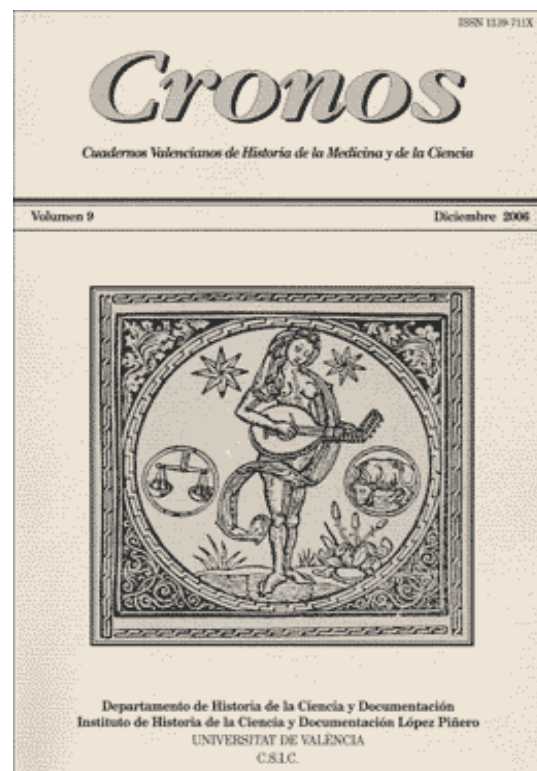 ISSN 1139-711X
Cronos
Cuadernos Valencianos de Historia de la Medicina y de la Ciencia
Volumen 9
Diciembre 2006
Departamento de Historia de la Ciencia y Documentación
Instituto de Historia de la Ciencia y Documentación López Piñero
UNIVERSITAT DE VALÈNCIA
C.S.I.C.